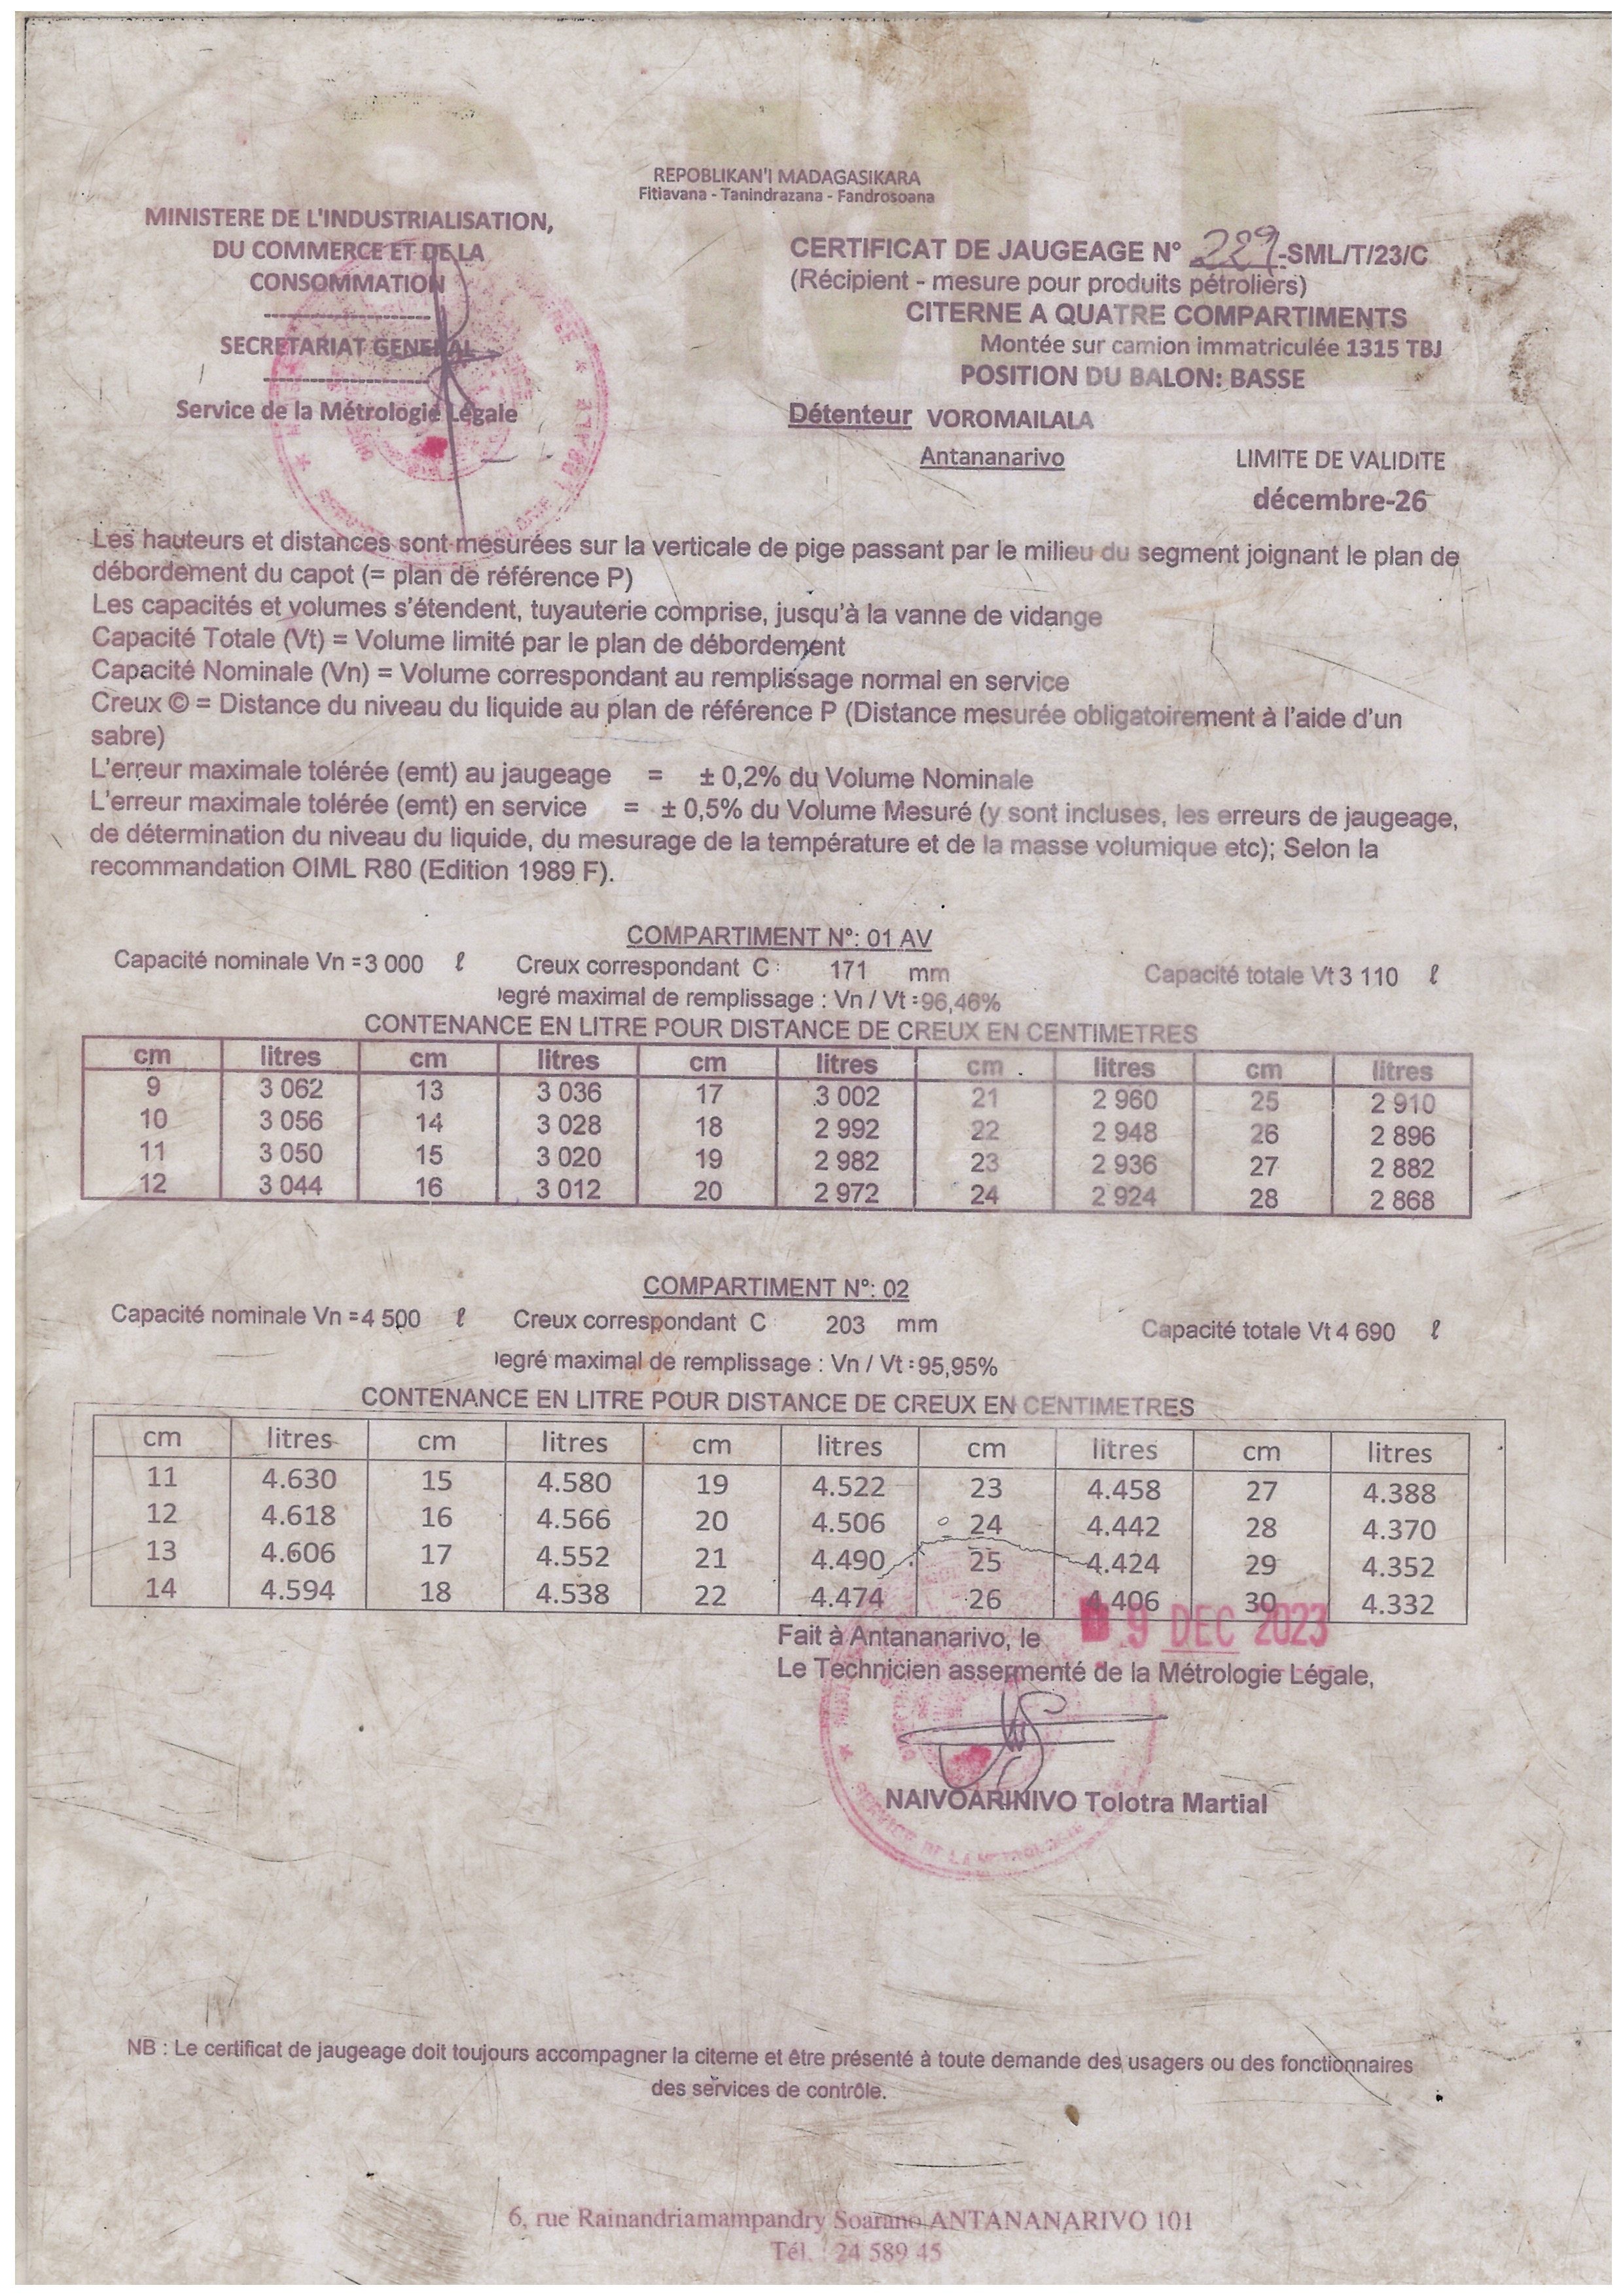 REPOBLIKAN'I MADAGASIKARA
Fitiavana - Tanindrazana - Fandrosoana
MINISTERE DE L'INDUSTRIALISATION,
DU COMMERCE ET DE LA
CONSOMMATION
--------------------
SECRETARIAT GENERAL
--------------------
Service de la Métrologie Légale
CERTIFICAT DE JAUGEAGE N° 229-SML/T/23/C
(Récipient - mesure pour produits pétroliers)
CITERNE A QUATRE COMPARTIMENTS
Montée sur camion immatriculée 1315 TBJ
POSITION DU BALON: BASSE
Détenteur VOROMAILALA
Antananarivo
LIMITE DE VALIDITE
décembre-26
Les hauteurs et distances sont mesurées sur la verticale de pige passant par le milieu du segment joignant le plan de
débordement du capot (= plan de référence P)
Les capacités et volumes s'étendent, tuyauterie comprise, jusqu'à la vanne de vidange
Capacité Totale (Vt) = Volume limité par le plan de débordement
Capacité Nominale (Vn) = Volume correspondant au remplissage normal en service
Creux © = Distance du niveau du liquide au plan de référence P (Distance mesurée obligatoirement à l'aide d'un
sabre)
L'erreur maximale tolérée (emt) au jaugeage = ± 0,2% du Volume Nominale
L'erreur maximale tolérée (emt) en service = ± 0,5% du Volume Mesuré (y sont incluses, les erreurs de jaugeage,
de détermination du niveau du liquide, du mesurage de la température et de la masse volumique etc); Selon la
recommandation OIML R80 (Edition 1989 F).
COMPARTIMENT N°: 01 AV
Capacité nominale Vn =3 000 ℓ Creux correspondant C : 171 mm Capacité totale Vt 3 110 ℓ
egré maximal de remplissage : Vn / Vt :96,46%
CONTENANCE EN LITRE POUR DISTANCE DE CREUX EN CENTIMETRES
cm litres cm litres cm litres cm litres cm litres
9 3 062 13 3 036 17 3 002 21 2 960 25 2 910
10 3 056 14 3 028 18 2 992 22 2 948 26 2 896
11 3 050 15 3 020 19 2 982 23 2 936 27 2 882
12 3 044 16 3 012 20 2 972 24 2 924 28 2 868
COMPARTIMENT N°: 02
Capacité nominale Vn =4 500 ℓ Creux correspondant C 203 mm Capacité totale Vt 4 690 ℓ
egré maximal de remplissage : Vn / Vt :95,95%
CONTENANCE EN LITRE POUR DISTANCE DE CREUX EN CENTIMETRES
cm litres cm litres cm litres cm litres cm litres
11 4.630 15 4.580 19 4.522 23 4.458 27 4.388
12 4.618 16 4.566 20 4.506 24 4.442 28 4.370
13 4.606 17 4.552 21 4.490 25 4.424 29 4.352
14 4.594 18 4.538 22 4.474 26 4.406 30 4.332
Fait à Antananarivo, le 9 DEC 2023
Le Technicien assermenté de la Métrologie Légale,
NAIVOARINIVO Tolotra Martial
SERVICE DE LA METROLOGIE
NB : Le certificat de jaugeage doit toujours accompagner la citerne et être présenté à toute demande des usagers ou des fonctionnaires
des services de contrôle.
6, rue Rainandriamampandry Soarano ANTANANARIVO 101
Tél. : 24 589 45